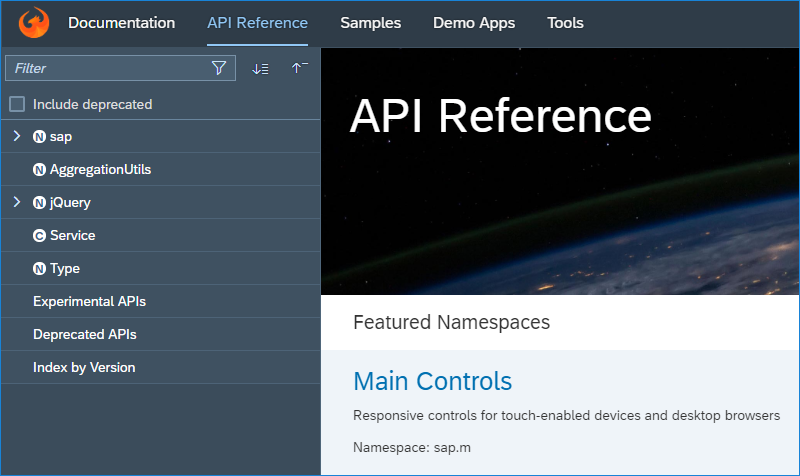 Documentation
API Reference
Samples
Demo Apps
Tools
Filter
Include deprecated
N sap
N AggregationUtils
N jQuery
C Service
N Type
Experimental APIs
Deprecated APIs
Index by Version
API Reference
Featured Namespaces
Main Controls
Responsive controls for touch-enabled devices and desktop browsers
Namespace: sap.m